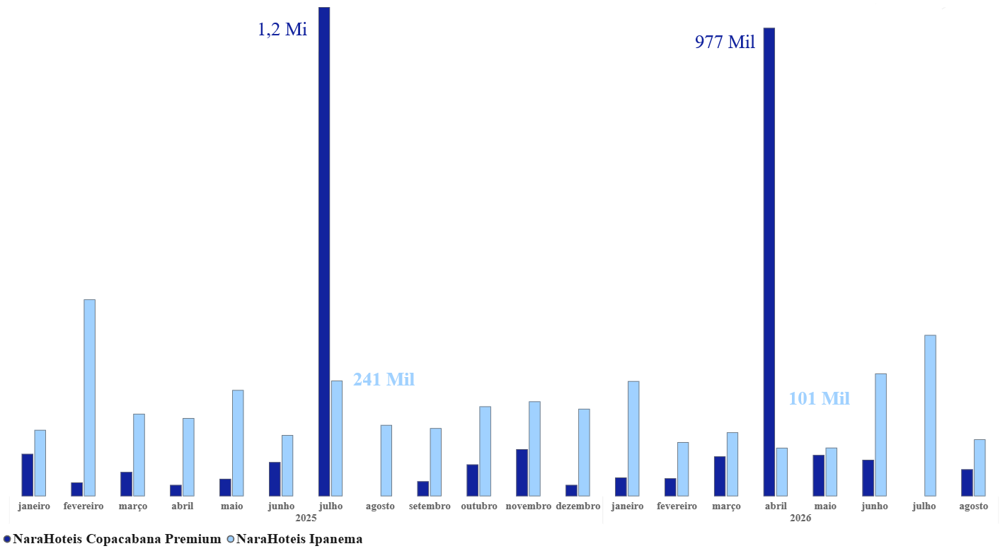 1,2 Mi
977 Mil
241 Mil
101 Mil
janeiro fevereiro março abril maio junho julho agosto setembro outubro novembro dezembro janeiro fevereiro março abril maio junho julho agosto
2025 2026
NaraHoteis Copacabana Premium NaraHoteis Ipanema